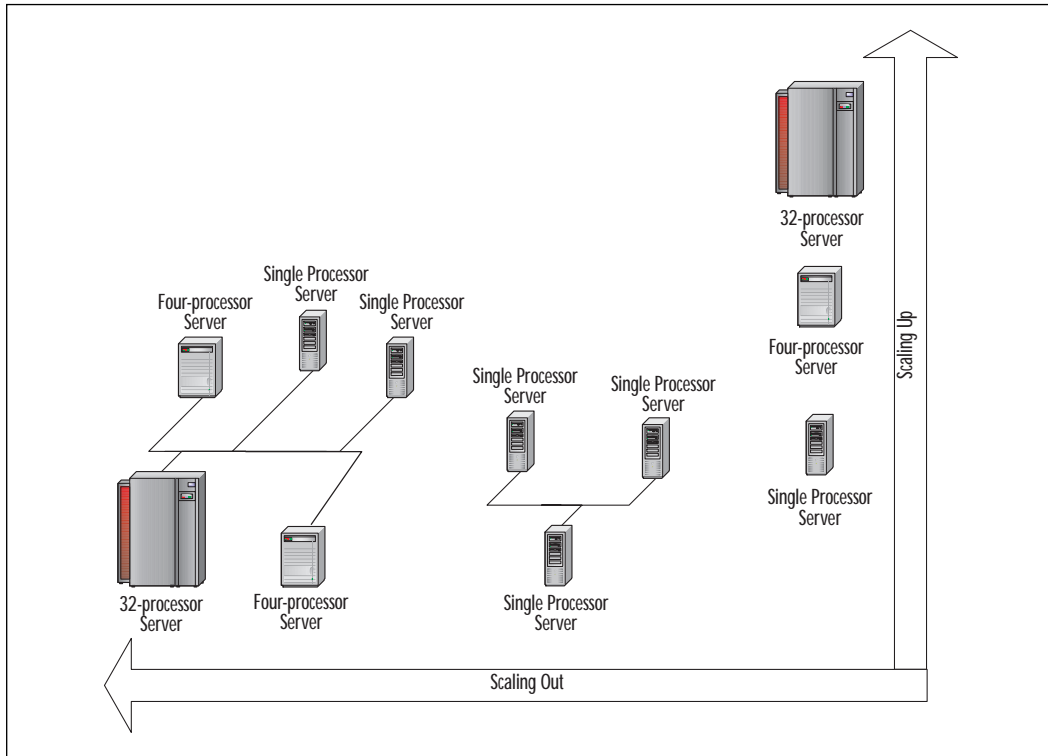 32-processor
Server
Single Processor
Server
Four-processor
Server
Single Processor
Server
Four-processor
Server
Scaling Up
Single Processor
Server
Single Processor
Server
Single Processor
Server
32-processor
Server
Four-processor
Server
Single Processor
Server
Scaling Out